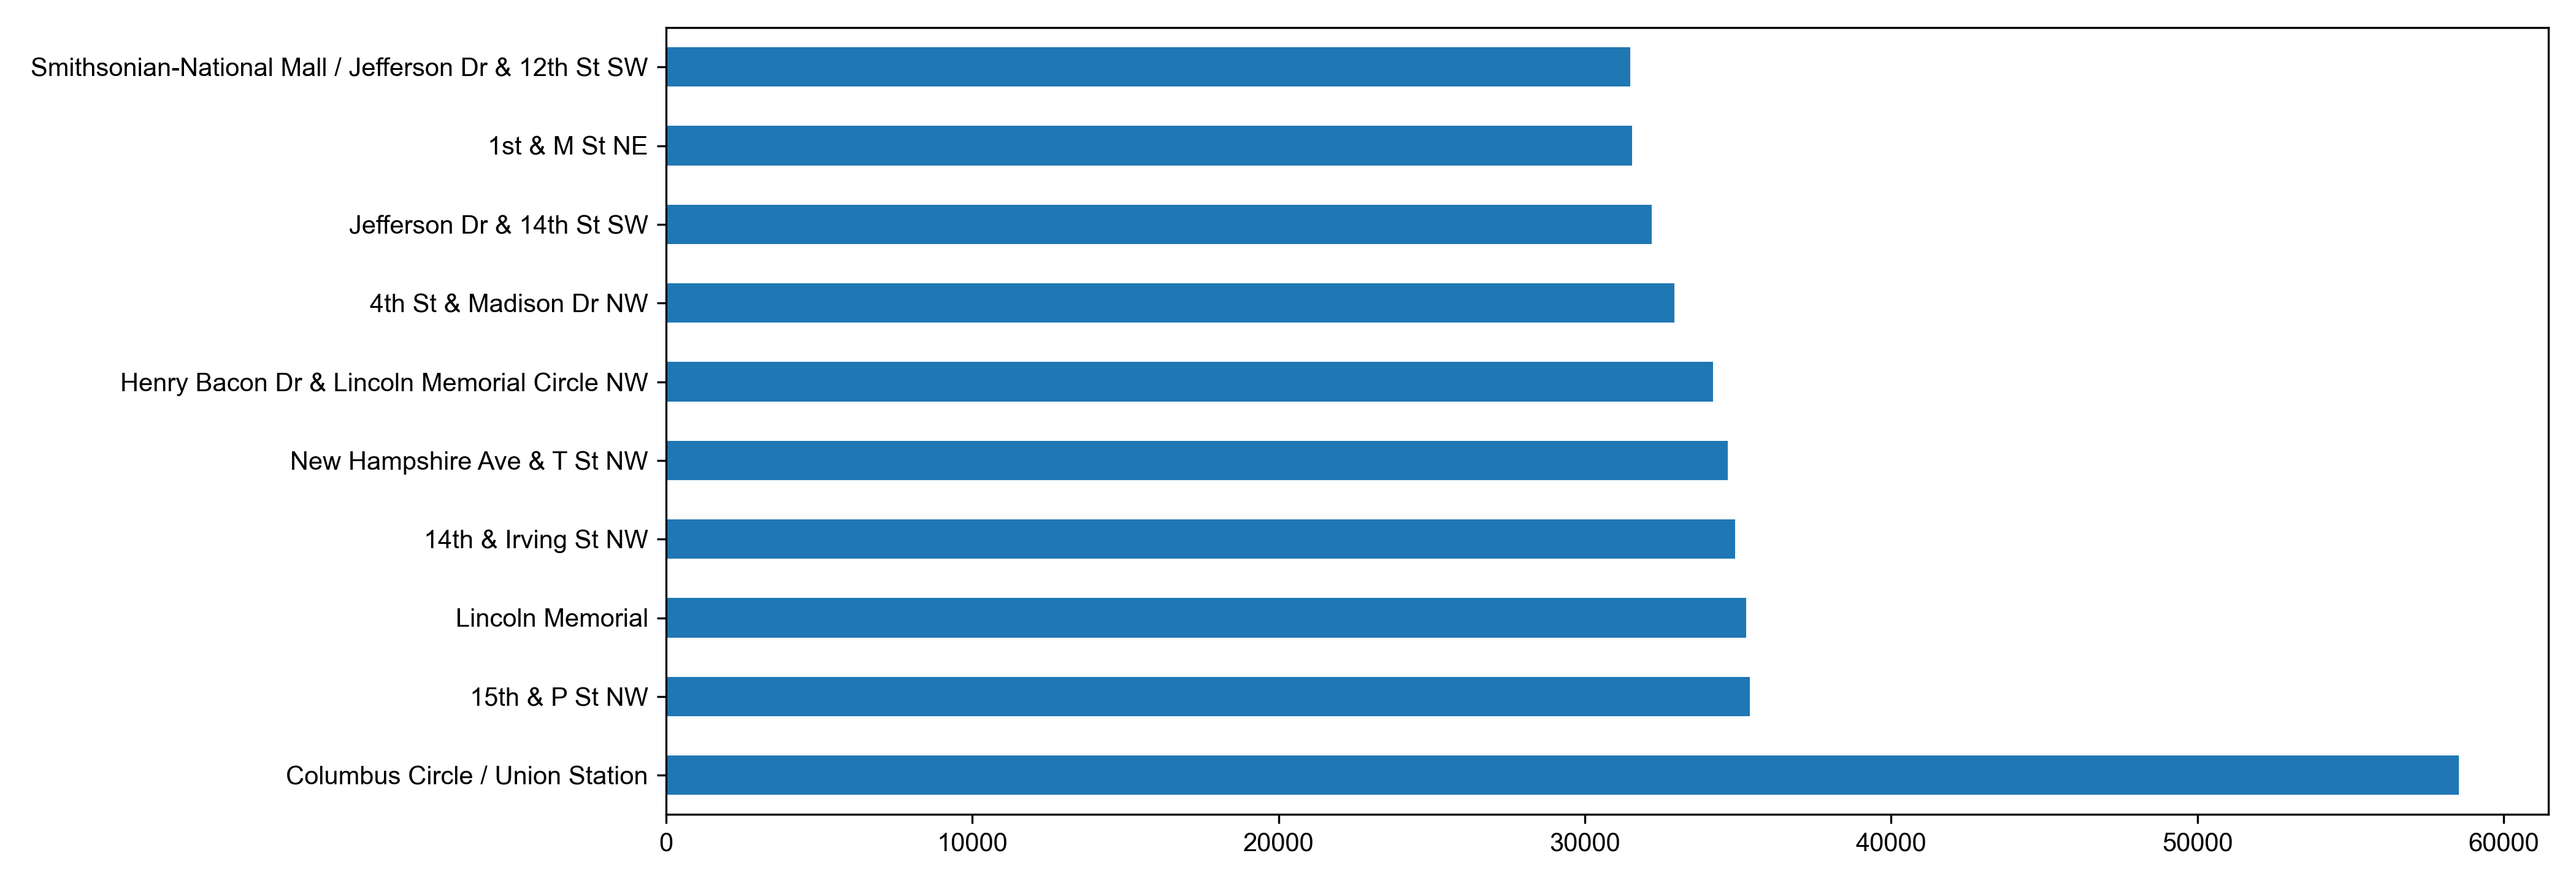 Smithsonian-National Mall / Jefferson Dr & 12th St SW
1st & M St NE
Jefferson Dr & 14th St SW
4th St & Madison Dr NW
Henry Bacon Dr & Lincoln Memorial Circle NW
New Hampshire Ave & T St NW
14th & Irving St NW
Lincoln Memorial
15th & P St NW
Columbus Circle / Union Station
0 10000 20000 30000 40000 50000 60000